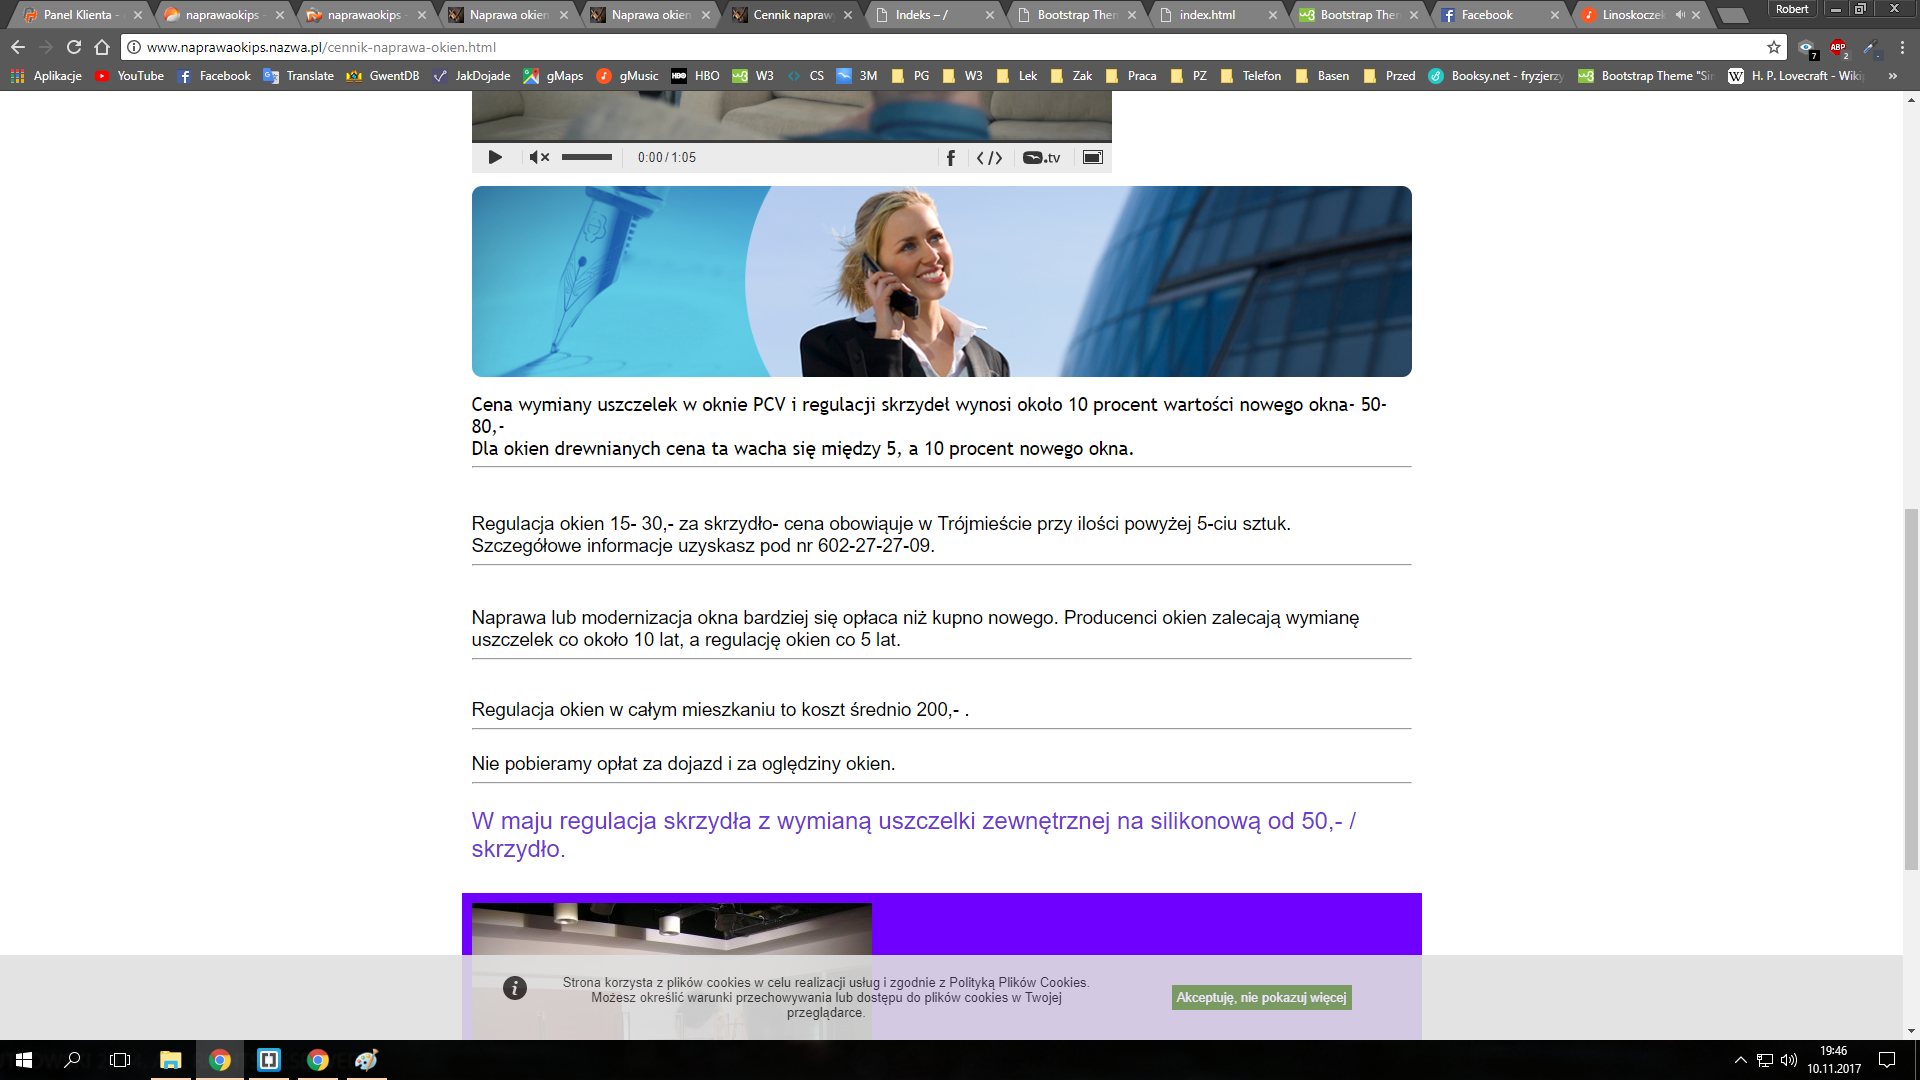 Panel Klienta -
naprawaokips -
naprawaokips -
Naprawa okien
Naprawa okien
Cennik napraw
Indeks – /
Bootstrap Then
index.html
Bootstrap The
Facebook
Linoskoczek
Robert
www.naprawaokips.nazwa.pl/cennik-naprawa-okien.html
7
ABP
2
Aplikacje
YouTube
Facebook
Translate
GwentDB
JakDojade
gMaps
gMusic
HBO
W3
CS
3M
PG
W3
Lek
Zak
Praca
PZ
Telefon
Basen
Przed
Booksy.net - fryzjerzy
Bootstrap Theme "Sim
H. P. Lovecraft - Wiki
»
0:00 / 1:05
.tv
Cena wymiany uszczelek w oknie PCV i regulacji skrzydeł wynosi około 10 procent wartości nowego okna- 50-
80,-
Dla okien drewnianych cena ta wacha się między 5, a 10 procent nowego okna.
Regulacja okien 15- 30,- za skrzydło- cena obowiąuje w Trójmieście przy ilości powyżej 5-ciu sztuk.
Szczegółowe informacje uzyskasz pod nr 602-27-27-09.
Naprawa lub modernizacja okna bardziej się opłaca niż kupno nowego. Producenci okien zalecają wymianę
uszczelek co około 10 lat, a regulację okien co 5 lat.
Regulacja okien w całym mieszkaniu to koszt średnio 200,- .
Nie pobieramy opłat za dojazd i za oględziny okien.
W maju regulacja skrzydła z wymianą uszczelki zewnętrznej na silikonową od 50,- /
skrzydło.
Strona korzysta z plików cookies w celu realizacji usług i zgodnie z Polityką Plików Cookies.
Możesz określić warunki przechowywania lub dostępu do plików cookies w Twojej
przeglądarce.
Akceptuję, nie pokazuj więcej
19:46
10.11.2017